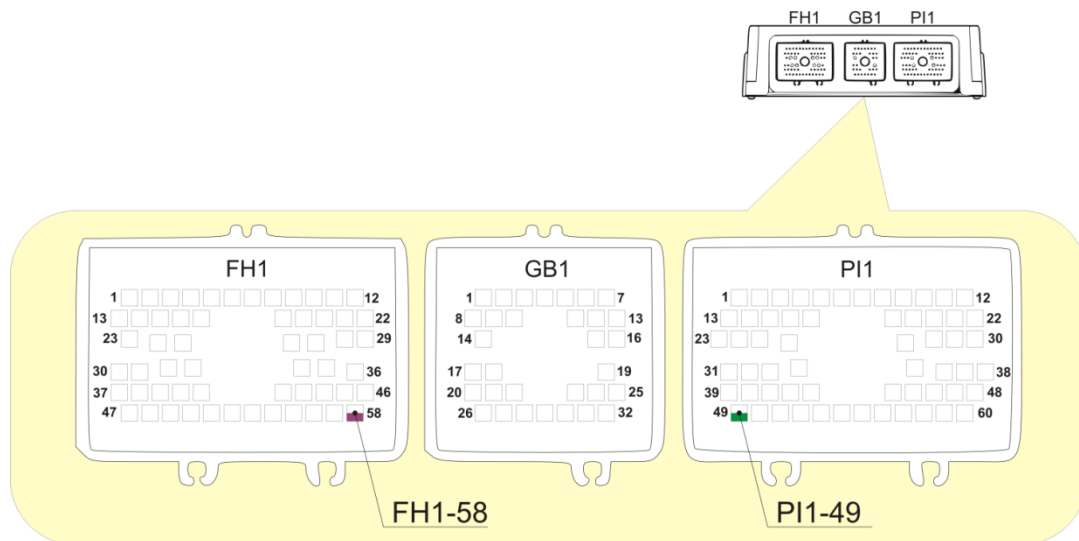 FH1 GB1 PI1
FH1 GB1 PI1
1 12 1 7 1 12
13 22 8 13 13 22
23 29 14 16 23 30
30 36 17 19 31 38
37 46 20 25 39 48
47 58 26 32 49 60
FH1-58 PI1-49